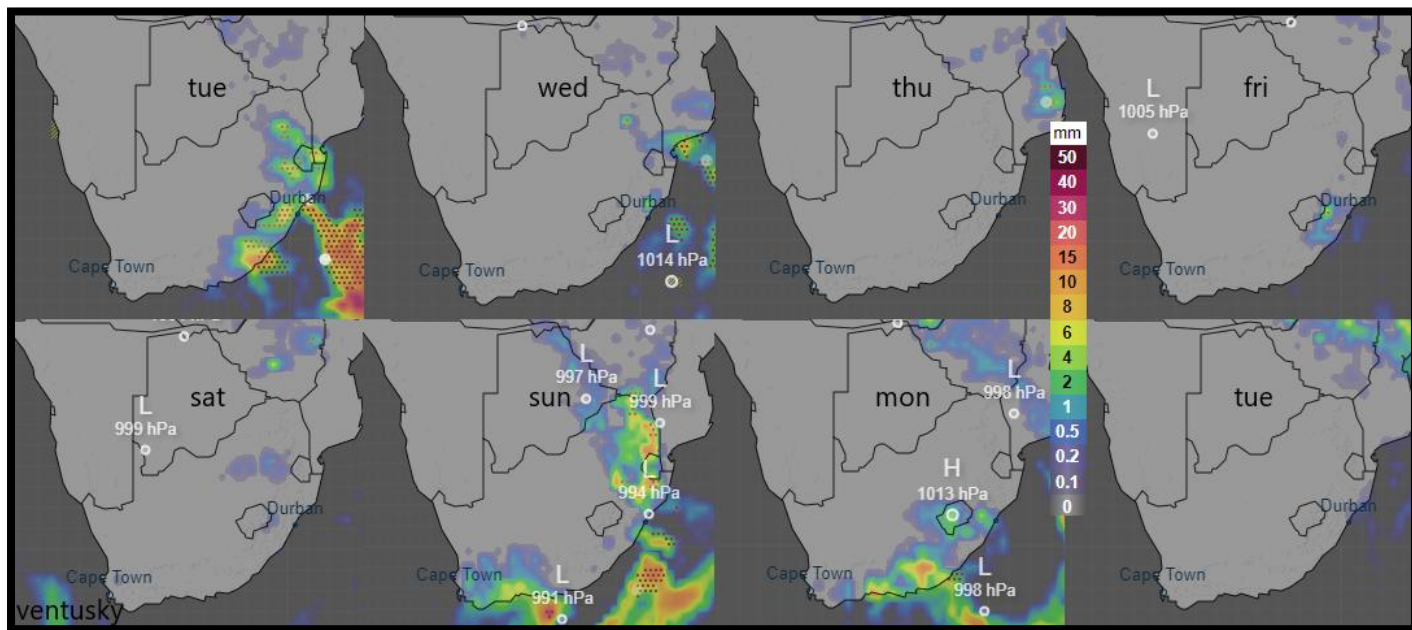 tue
Durban
Cape Town
wed
Durban
L
1014 hPa
Cape Town
thu
Durban
Cape Town
mm
50
40
30
20
15
10
8
6
4
2
1
0.5
0.2
0.1
0
L
1005 hPa
fri
Durban
Cape Town
sat
L
999 hPa
Durban
Cape Town
ventusky
L
997 hPa
sun
L
999 hPa
L
994 hPa
Cape Town
L
991 hPa
mon
L
998 hPa
H
1013 hPa
Cape Town
L
998 hPa
tue
Durban
Cape Town